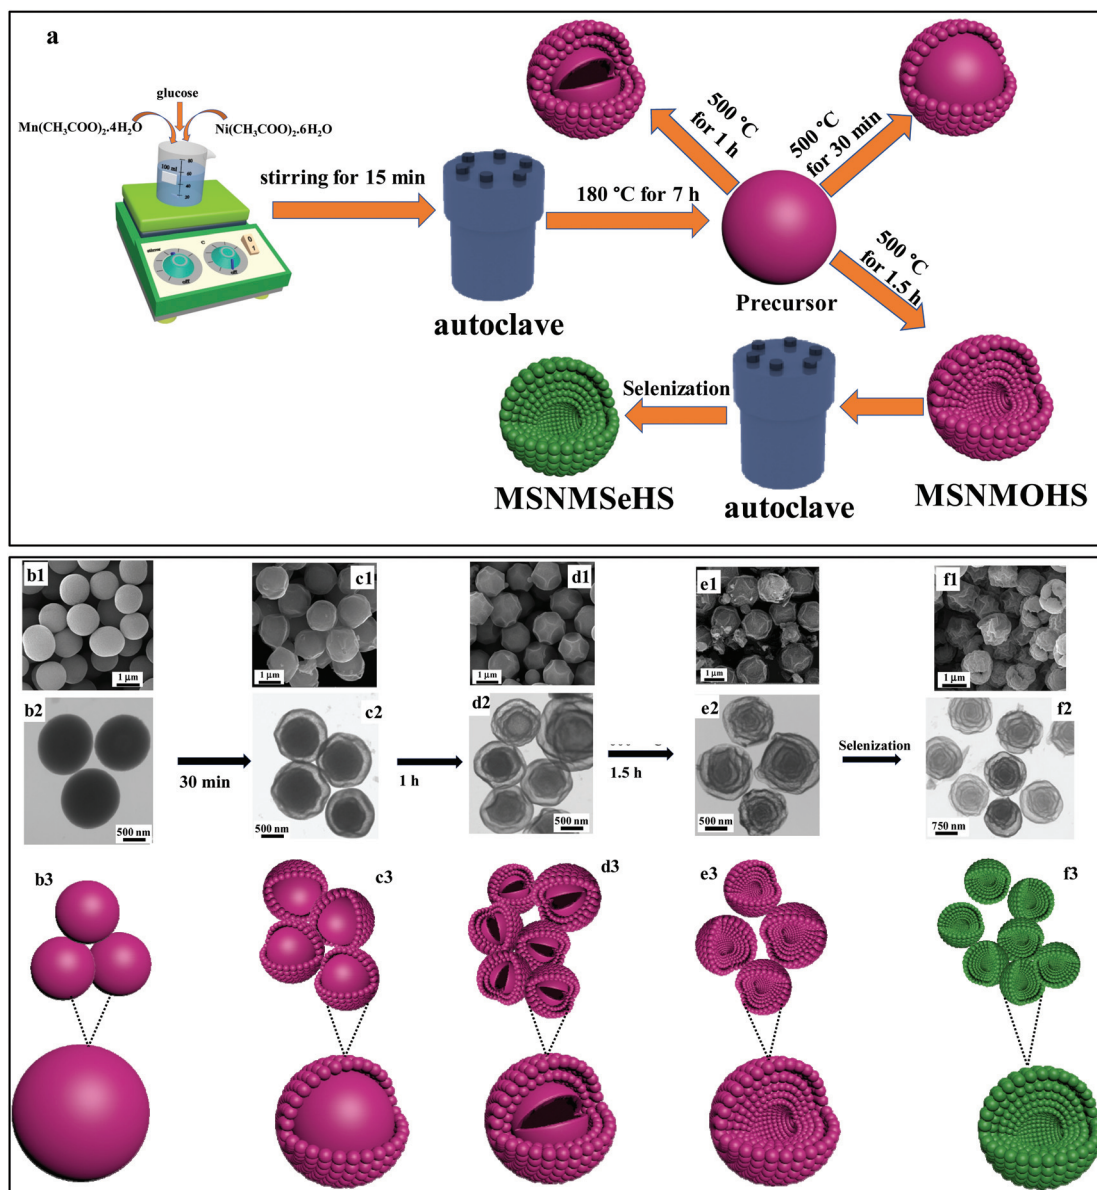 a
glucose
Mn(CH₃COO)₂.4H₂O
Ni(CH₃COO)₂.6H₂O
100 ml
stirring for 15 min
autoclave
180 °C for 7 h
500 °C
for 1 h
500 °C
for 30 min
Precursor
500 °C
for 1.5 h
MSNMOHS
autoclave
Selenization
MSNMSeHS
b1
1 μm
c1
1 μm
d1
1 μm
e1
1 μm
f1
1 μm
b2
500 nm
30 min
c2
500 nm
1 h
d2
500 nm
1.5 h
e2
500 nm
Selenization
f2
750 nm
b3
c3
d3
e3
f3